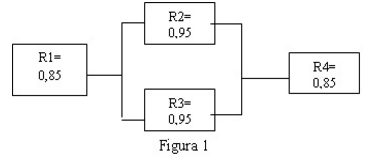 R2=
0,95
R1=
0,85
R4=
0,85
R3=
0,95
Figura 1